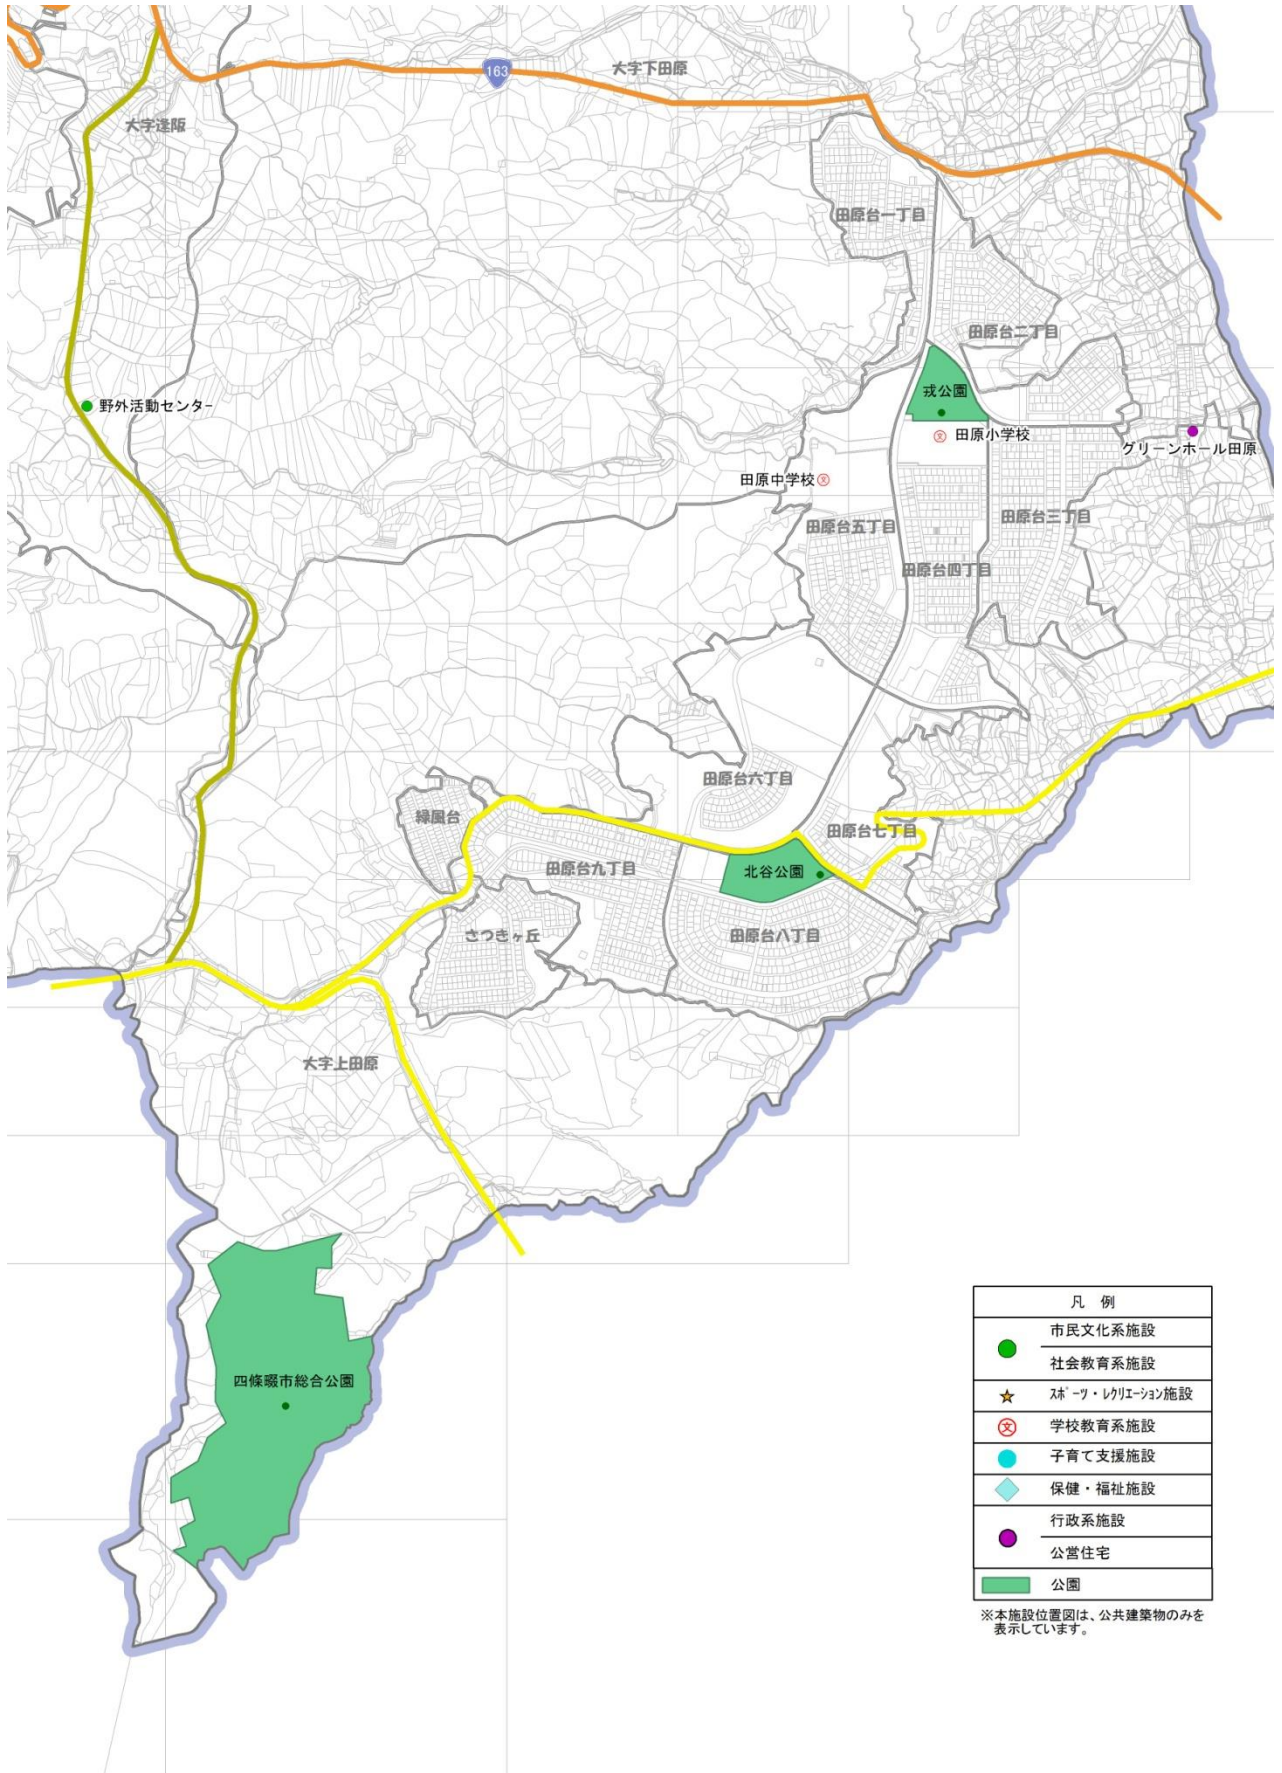 163
大字下田原
大字逢阪
田原台一丁目
田原台二丁目
戎公園
野外活動センター
田原小学校
グリーンホール田原
田原中学校
田原台三丁目
田原台五丁目
田原台四丁目
田原台六丁目
緑風台
田原台七丁目
田原台九丁目
北谷公園
さつきヶ丘
田原台八丁目
大字上田原
四條畷市総合公園
凡 例
市民文化系施設
社会教育系施設
スポーツ・レクリエーション施設
文 学校教育系施設
子育て支援施設
保健・福祉施設
行政系施設
公営住宅
公園
※本施設位置図は、公共建築物のみを
表示しています。